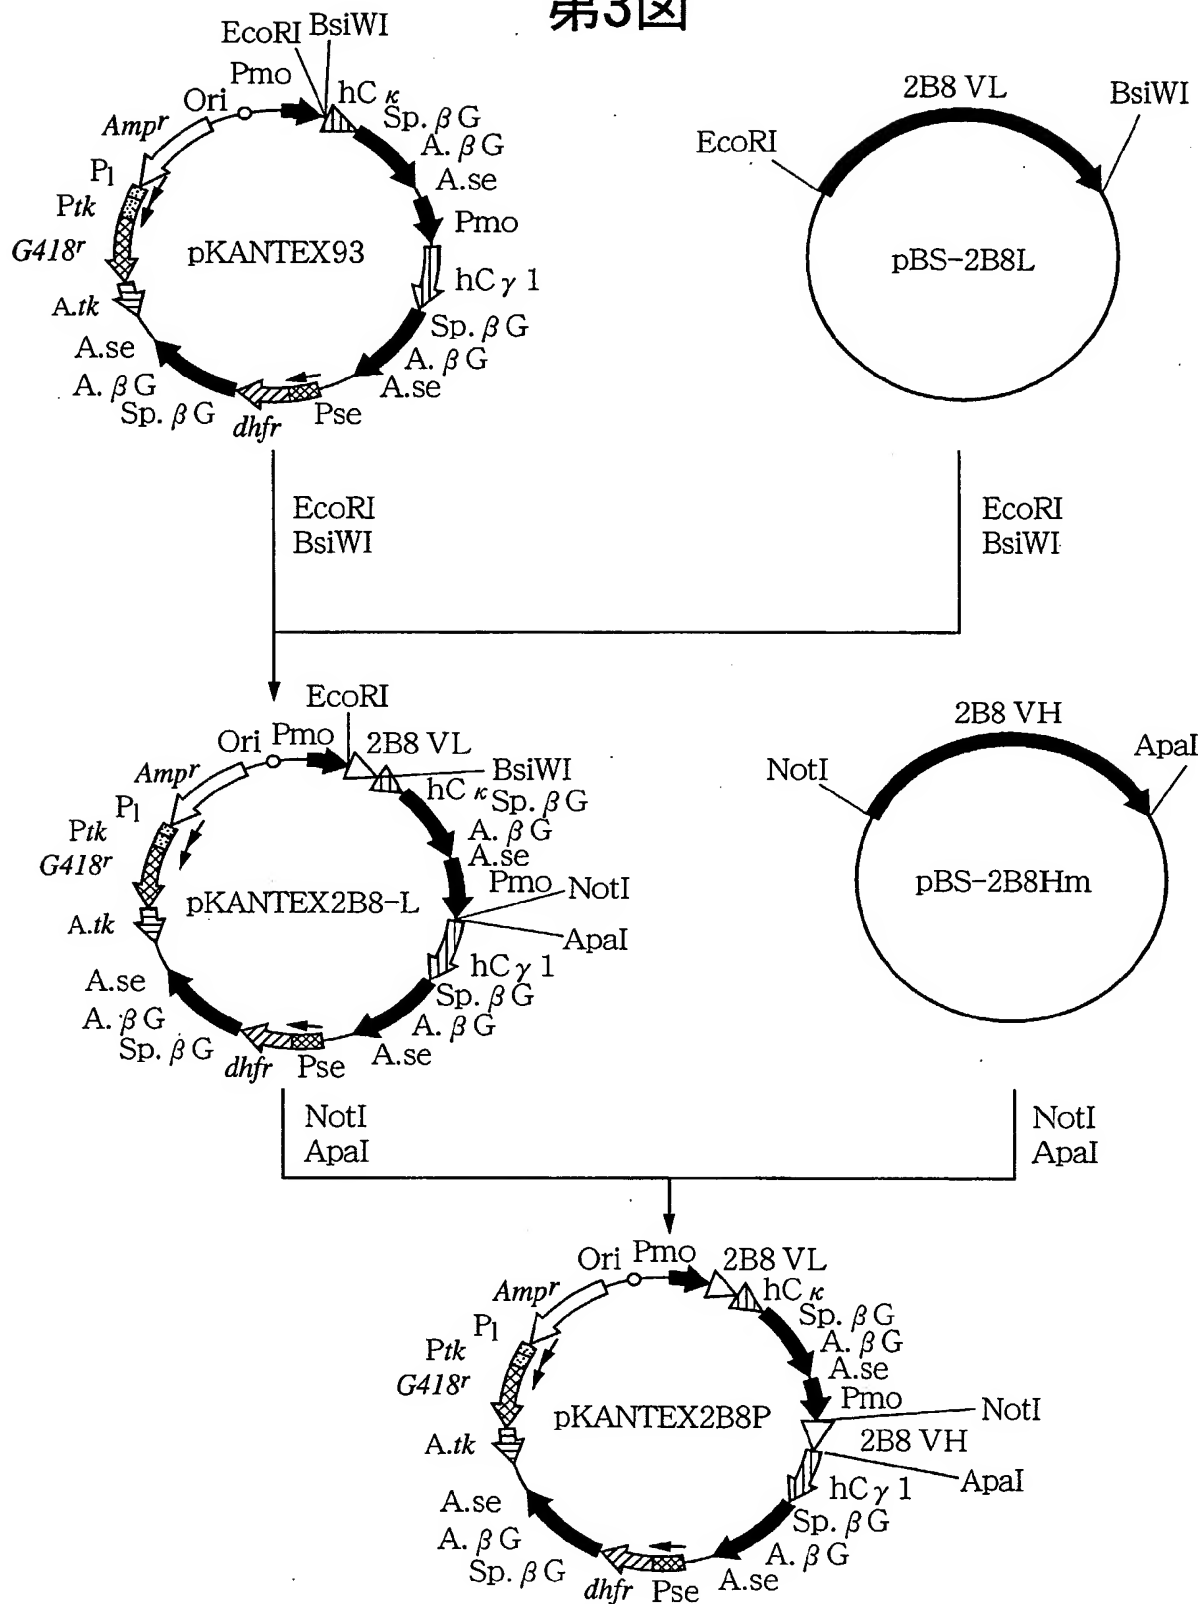 第3図
EcoRI
BsiWI
Pmo
Ori
hCκ
Sp. βG
A. βG
A.se
Ampʳ
Pl
Ptk
G418ʳ
pKANTEX93
Pmo
hCγ1
A.tk
Sp. βG
A. βG
A.se
A.se
A. βG
Sp. βG
dhfr
Pse
2B8 VL
BsiWI
EcoRI
pBS-2B8L
EcoRI
BsiWI
EcoRI
BsiWI
EcoRI
Ori
Pmo
2B8 VL
BsiWI
Ampʳ
hCκ
Sp. βG
Pl
A. βG
Ptk
A.se
G418ʳ
Pmo
NotI
pKANTEX2B8-L
A.tk
ApaI
hCγ1
A.se
Sp. βG
A. βG
A. βG
Sp. βG
dhfr
Pse
A.se
2B8 VH
ApaI
NotI
pBS-2B8Hm
NotI
ApaI
NotI
ApaI
Ori
Pmo
2B8 VL
Ampʳ
hCκ
Sp. βG
Pl
A. βG
Ptk
A.se
G418ʳ
Pmo
NotI
pKANTEX2B8P
A.tk
2B8 VH
ApaI
hCγ1
A.se
Sp. βG
A. βG
A. βG
Sp. βG
dhfr
Pse
A.se